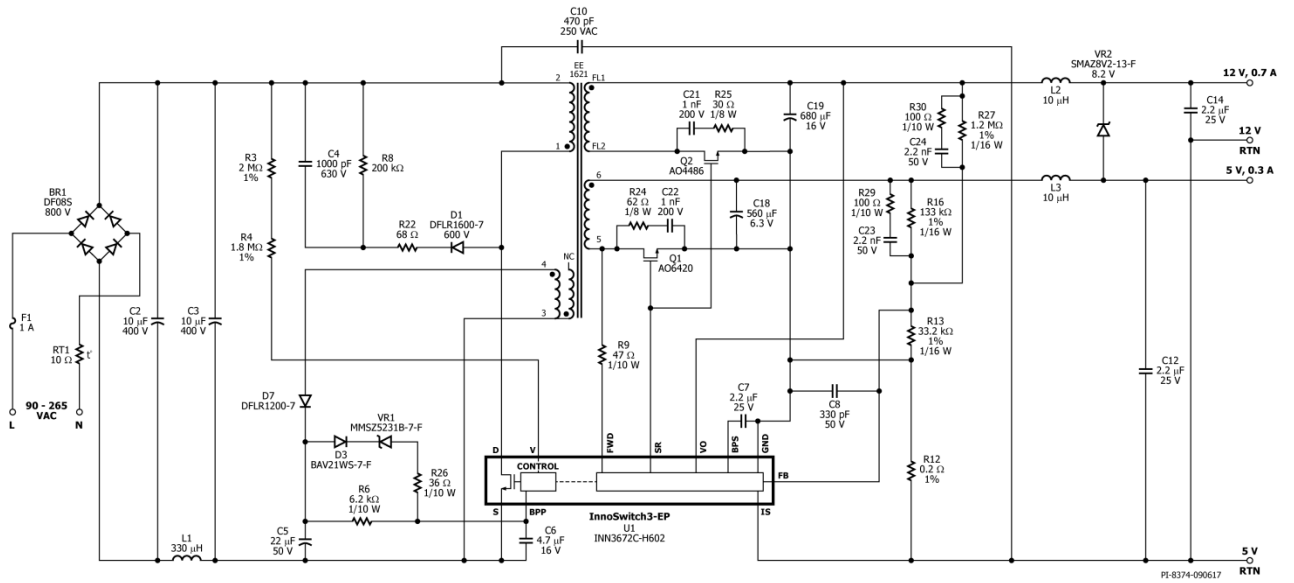 C10
470 pF
250 VAC
EE
1621
2
FL1
1
FL2
C21
1 nF
200 V
R25
30 Ω
1/8 W
Q2
AO4486
C19
680 μF
16 V
R30
100 Ω
1/10 W
C24
2.2 nF
50 V
R27
1.2 MΩ
1%
1/16 W
L2
10 μH
VR2
SMAZ8V2-13-F
8.2 V
C14
2.2 μF
25 V
12 V, 0.7 A
12 V
RTN
5 V, 0.3 A
R3
2 MΩ
1%
C4
1000 pF
630 V
R8
200 kΩ
BR1
DF08S
800 V
R4
1.8 MΩ
1%
R22
68 Ω
D1
DFLR1600-7
600 V
6
5
R24
62 Ω
1/8 W
C22
1 nF
200 V
Q1
AO6420
C18
560 μF
6.3 V
R29
100 Ω
1/10 W
C23
2.2 nF
50 V
R16
133 kΩ
1%
1/16 W
L3
10 μH
4
NC
3
F1
1 A
RT1
10 Ω
t°
C2
10 μF
400 V
C3
10 μF
400 V
R9
47 Ω
1/10 W
R13
33.2 kΩ
1%
1/16 W
C12
2.2 μF
25 V
90 - 265
VAC
L
N
D7
DFLR1200-7
VR1
MMSZ5231B-7-F
D3
BAV21WS-7-F
R26
36 Ω
1/10 W
R6
6.2 kΩ
1/10 W
C7
2.2 μF
25 V
C8
330 pF
50 V
R12
0.2 Ω
1%
D
V
FWD
SR
VO
BPS
GND
CONTROL
FB
S
BPP
IS
InnoSwitch3-EP
U1
INN3672C-H602
L1
330 μH
C5
22 μF
50 V
C6
4.7 μF
16 V
5 V
RTN
PI-8374-090617